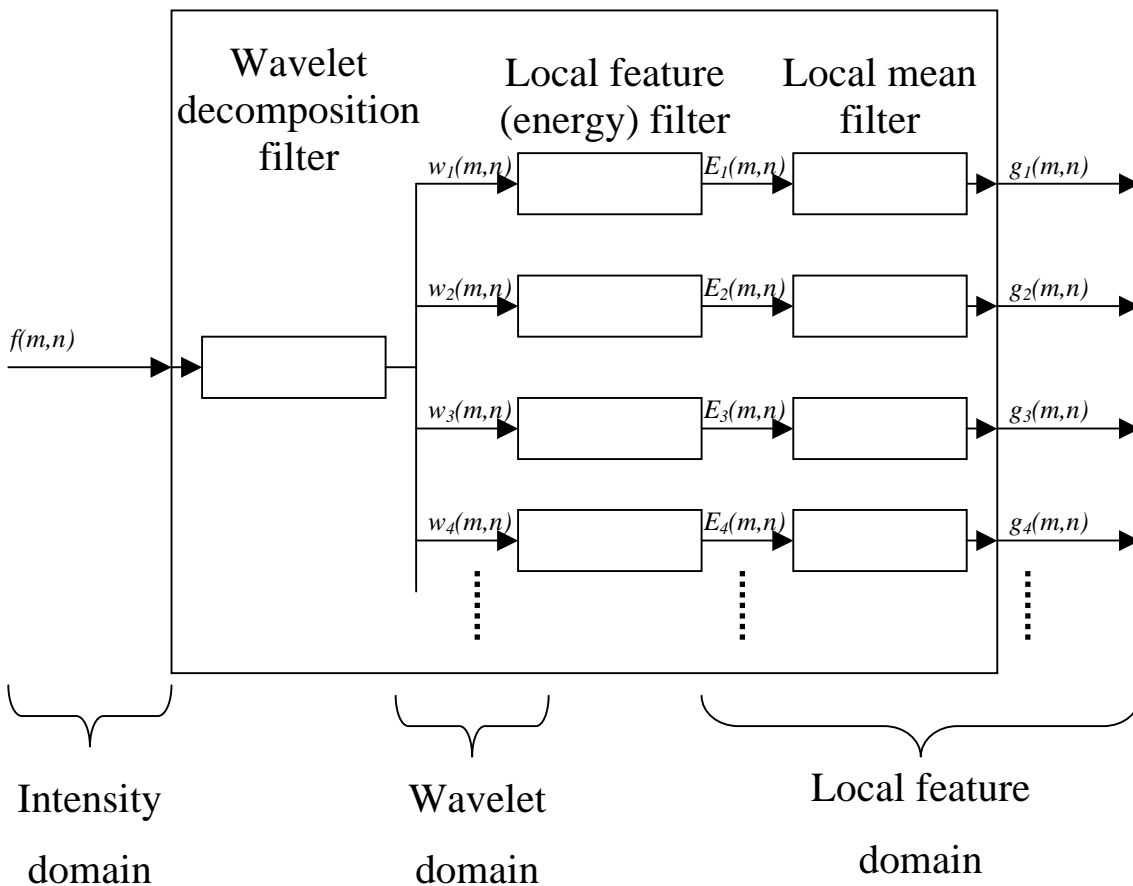 Wavelet
decomposition
filter
Local feature
(energy) filter
Local mean
filter
w₁(m,n)
E₁(m,n)
g₁(m,n)
w₂(m,n)
E₂(m,n)
g₂(m,n)
f(m,n)
w₃(m,n)
E₃(m,n)
g₃(m,n)
w₄(m,n)
E₄(m,n)
g₄(m,n)
Intensity
domain
Wavelet
domain
Local feature
domain